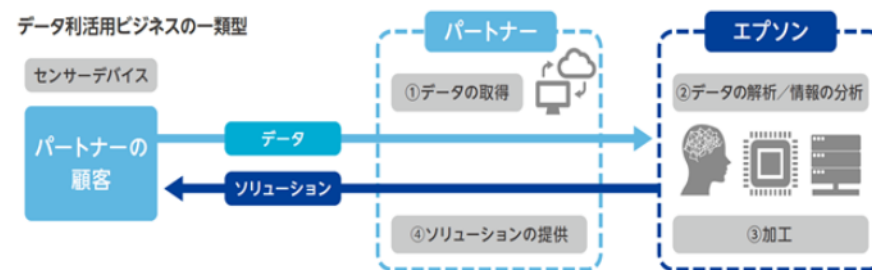 データ利活用ビジネスの一類型
パートナー
エプソン
センサーデバイス
①データの取得
②データの解析／情報の分析
パートナーの
顧客
データ
ソリューション
④ソリューションの提供
③加工